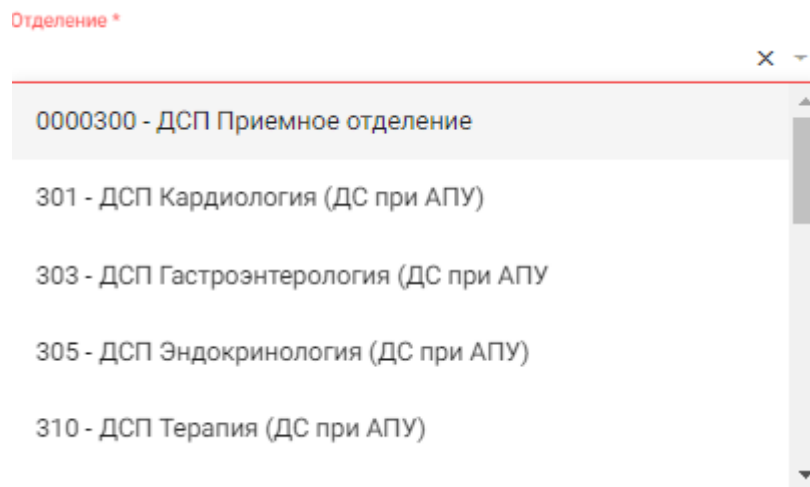 Отделение *
0000300 - ДСП Приемное отделение
301 - ДСП Кардиология (ДС при АПУ)
303 - ДСП Гастроэнтерология (ДС при АПУ
305 - ДСП Эндокринология (ДС при АПУ)
310 - ДСП Терапия (ДС при АПУ)